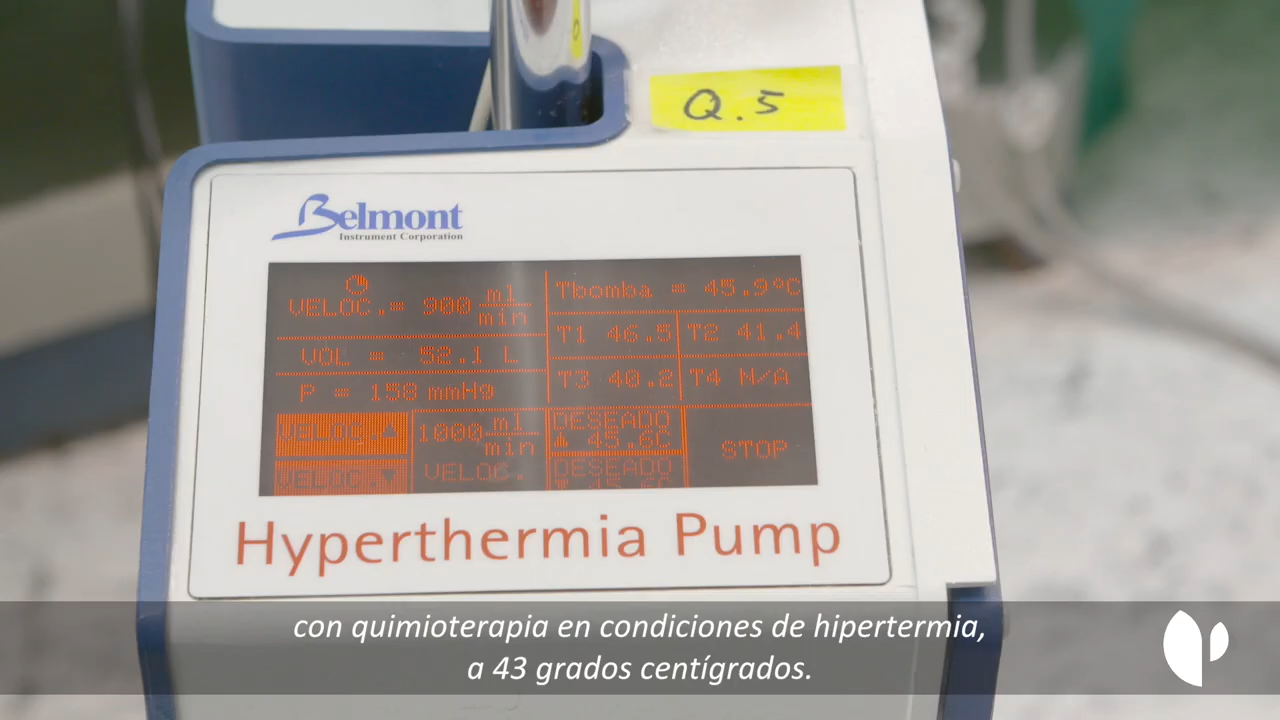 Q.5
Belmont
Instrument Corporation
VELOC.= 900 ml/min
Tbomba = 45.9°C
T1 46.5 T2 41.4
VOL = 52.1 L
T3 40.2 T4 N/A
P = 158 mmHg
VELOC.▲
1000 ml/min
VELOC.
DESEADO
▲ 45.6C
STOP
VELOC.▼
DESEADO
Hyperthermia Pump
con quimioterapia en condiciones de hipertermia,
a 43 grados centígrados.